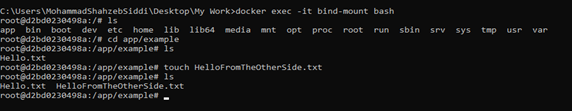 C:\Users\MohammadShahzebSiddi\Desktop\My Work>docker exec -it bind-mount bash
root@d2bd0230498a:/# ls
app  bin  boot  dev  etc  home  lib  lib64  media  mnt  opt  proc  root  run  sbin  srv  sys  tmp  usr  var
root@d2bd0230498a:/# cd app/example
root@d2bd0230498a:/app/example# ls
Hello.txt
root@d2bd0230498a:/app/example# touch HelloFromTheOtherSide.txt
root@d2bd0230498a:/app/example# ls
Hello.txt  HelloFromTheOtherSide.txt
root@d2bd0230498a:/app/example#